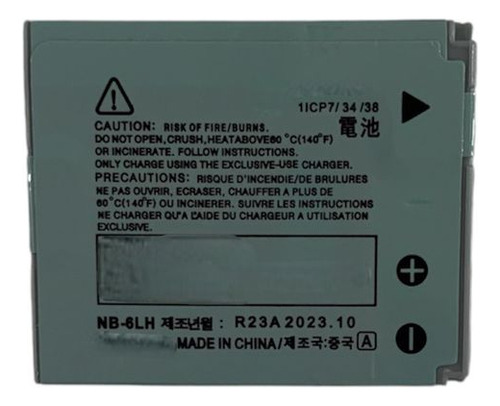 1ICP7/34/38
電池
CAUTION: RISK OF FIRE/BURNS.
DO NOT OPEN,CRUSH,HEATABOVE60°C(140°F)
OR INCINERATE. FOLLOW INSTRUCTIONS.
ONLY CHARGE USING THE EXCLUSIVE-USE CHARGER.
PRECAUTIONS: RISQUE D'INCENDIE/DE BRULURES
NE PAS OUVRIR, ECRASER, CHAUFFER A PLUS DE
60°C(140°F) OU INCINERER. SUIVRE LES INSTRUCTIONS
NE CHARGER QU'A L'AIDE DU CHARGEUR A UTILISATION
EXCLUSIVE.
NB-6LH 제조년월 : R23A 2023.10
MADE IN CHINA/제조국:중국 A